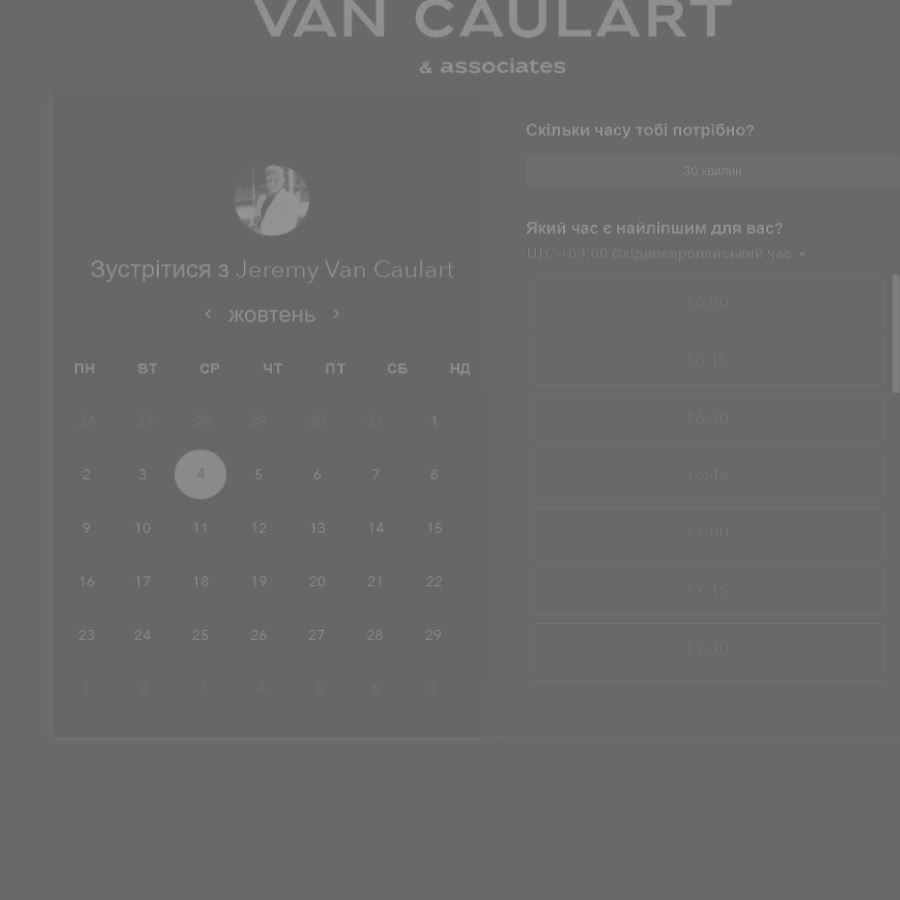 VAN CAULART
& associates
Зустрітися з Jeremy Van Caulart
жовтень
ПН ВТ СР ЧТ ПТ СБ НД
26 27 28 29 30 31 1
2 3 4 5 6 7 8
9 10 11 12 13 14 15
16 17 18 19 20 21 22
23 24 25 26 27 28 29
1 2 3 4 5 6 7
Скільки часу тобі потрібно?
30 хвилин
Який час є найліпшим для вас?
UTC +03:00 Східноєвропейський час
16:00
16:15
16:30
16:45
17:00
17:15
17:30